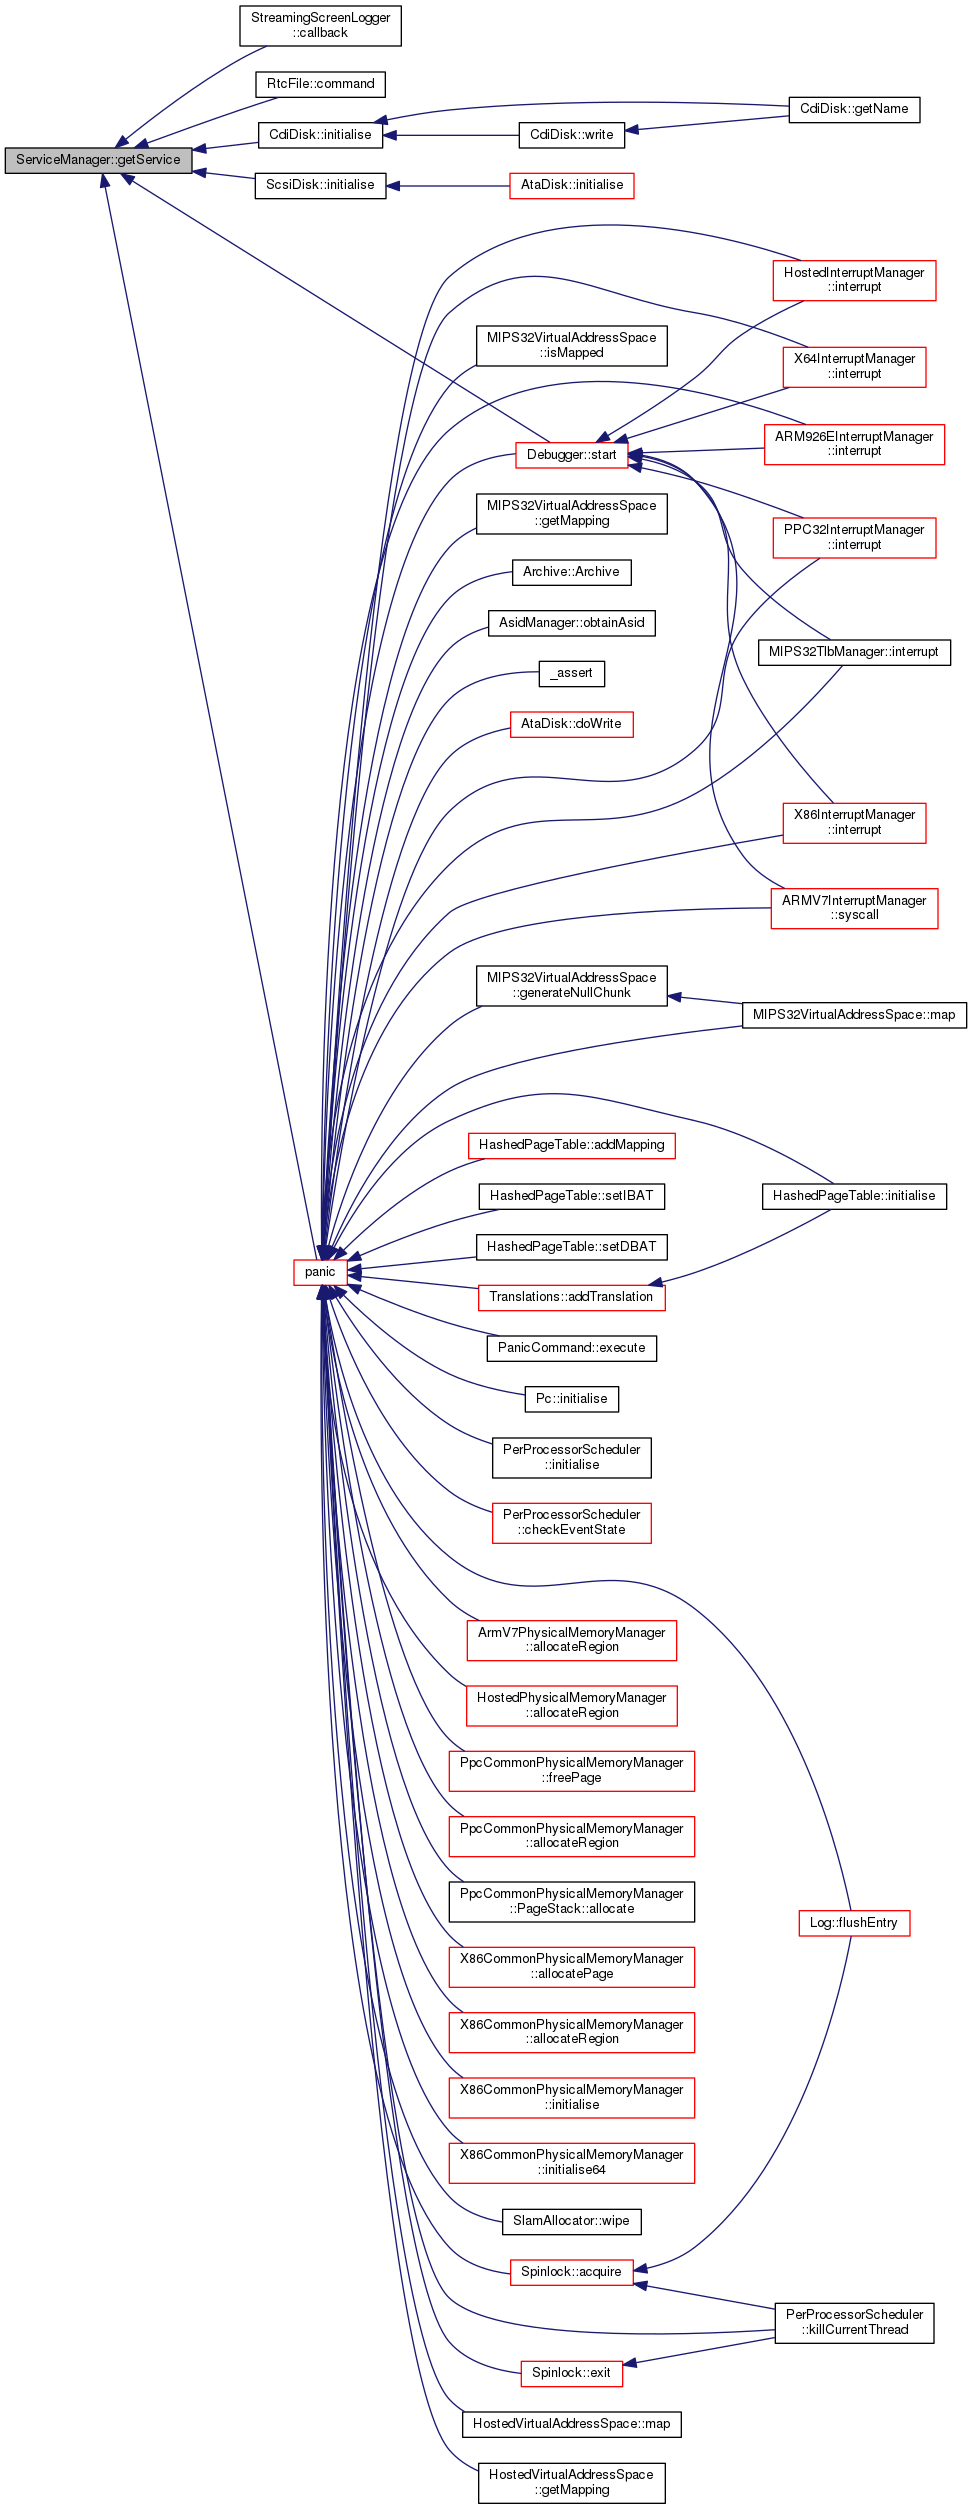 StreamingScreenLogger
::callback
RtcFile::command
CdiDisk::getName
CdiDisk::initialise
CdiDisk::write
ServiceManager::getService
ScsiDisk::initialise
AtaDisk::initialise
HostedInterruptManager
::interrupt
MIPS32VirtualAddressSpace
::isMapped
X64InterruptManager
::interrupt
ARM926EInterruptManager
::interrupt
Debugger::start
MIPS32VirtualAddressSpace
::getMapping
PPC32InterruptManager
::interrupt
Archive::Archive
AsidManager::obtainAsid
MIPS32TlbManager::interrupt
_assert
AtaDisk::doWrite
X86InterruptManager
::interrupt
ARMV7InterruptManager
::syscall
MIPS32VirtualAddressSpace
::generateNullChunk
MIPS32VirtualAddressSpace::map
HashedPageTable::addMapping
HashedPageTable::setIBAT
HashedPageTable::initialise
HashedPageTable::setDBAT
panic
Translations::addTranslation
PanicCommand::execute
Pc::initialise
PerProcessorScheduler
::initialise
PerProcessorScheduler
::checkEventState
ArmV7PhysicalMemoryManager
::allocateRegion
HostedPhysicalMemoryManager
::allocateRegion
PpcCommonPhysicalMemoryManager
::freePage
PpcCommonPhysicalMemoryManager
::allocateRegion
PpcCommonPhysicalMemoryManager
::PageStack::allocate
Log::flushEntry
X86CommonPhysicalMemoryManager
::allocatePage
X86CommonPhysicalMemoryManager
::allocateRegion
X86CommonPhysicalMemoryManager
::initialise
X86CommonPhysicalMemoryManager
::initialise64
SlamAllocator::wipe
Spinlock::acquire
PerProcessorScheduler
::killCurrentThread
Spinlock::exit
HostedVirtualAddressSpace::map
HostedVirtualAddressSpace
::getMapping